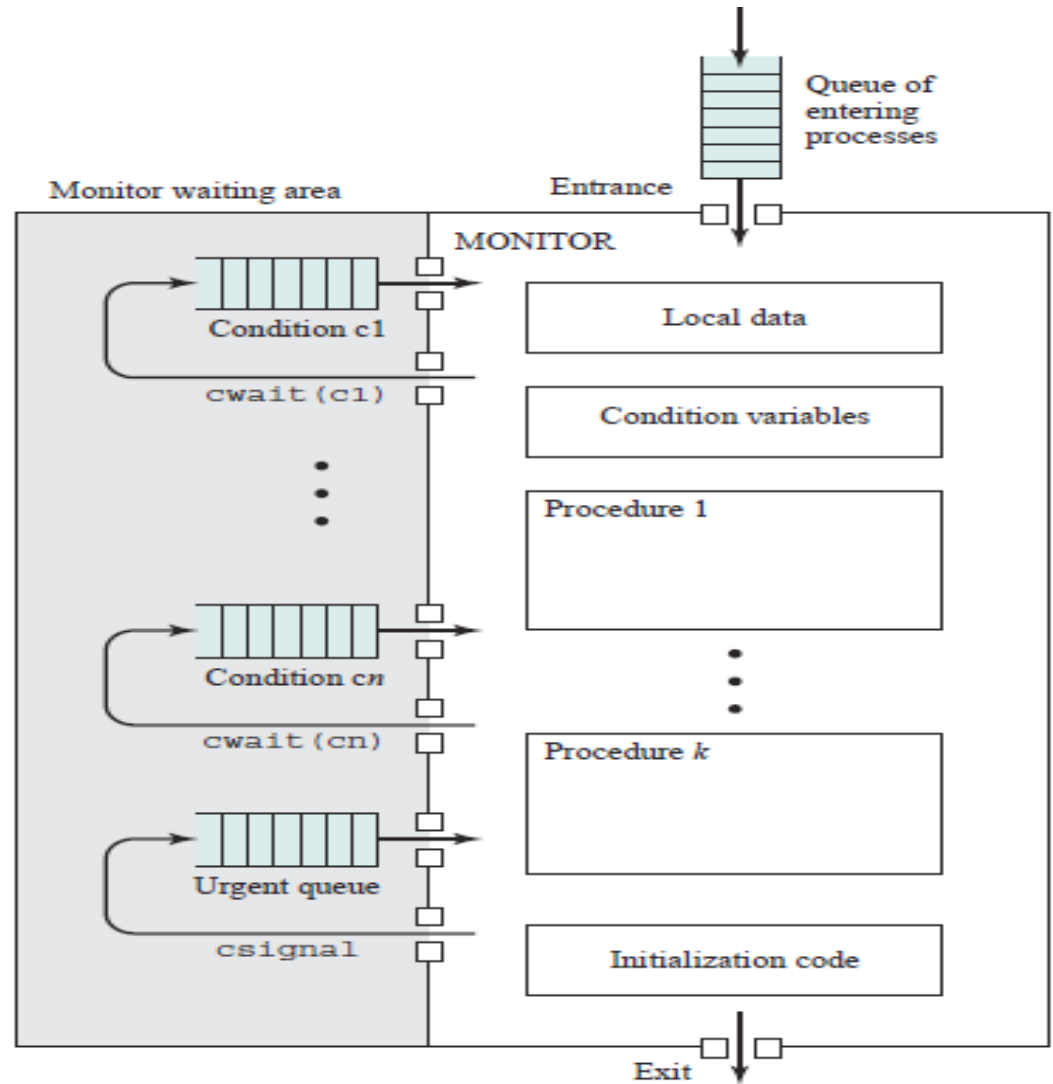 Queue of
entering
processes
Monitor waiting area
Entrance
MONITOR
Local data
Condition c1
cwait(c1)
Condition variables
Procedure 1
Condition cn
cwait(cn)
Procedure k
Urgent queue
csignal
Initialization code
Exit